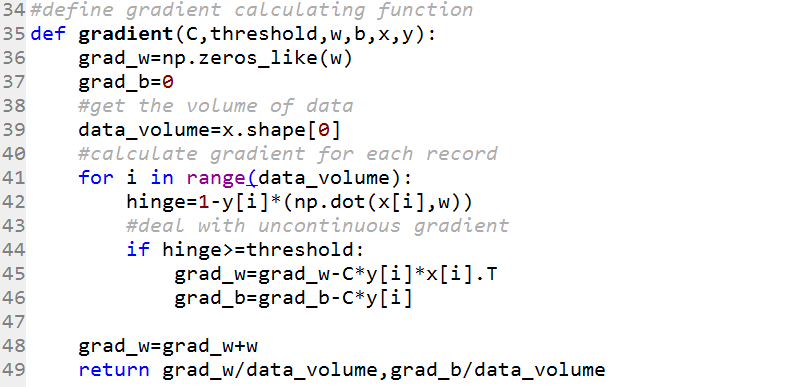 34 #define gradient calculating function
35 def gradient(C,threshold,w,b,x,y):
36     grad_w=np.zeros_like(w)
37     grad_b=0
38     #get the volume of data
39     data_volume=x.shape[0]
40     #calculate gradient for each record
41     for i in range(data_volume):
42         hinge=1-y[i]*(np.dot(x[i],w))
43         #deal with uncontinuous gradient
44         if hinge>=threshold:
45             grad_w=grad_w-C*y[i]*x[i].T
46             grad_b=grad_b-C*y[i]
47
48     grad_w=grad_w+w
49     return grad_w/data_volume,grad_b/data_volume